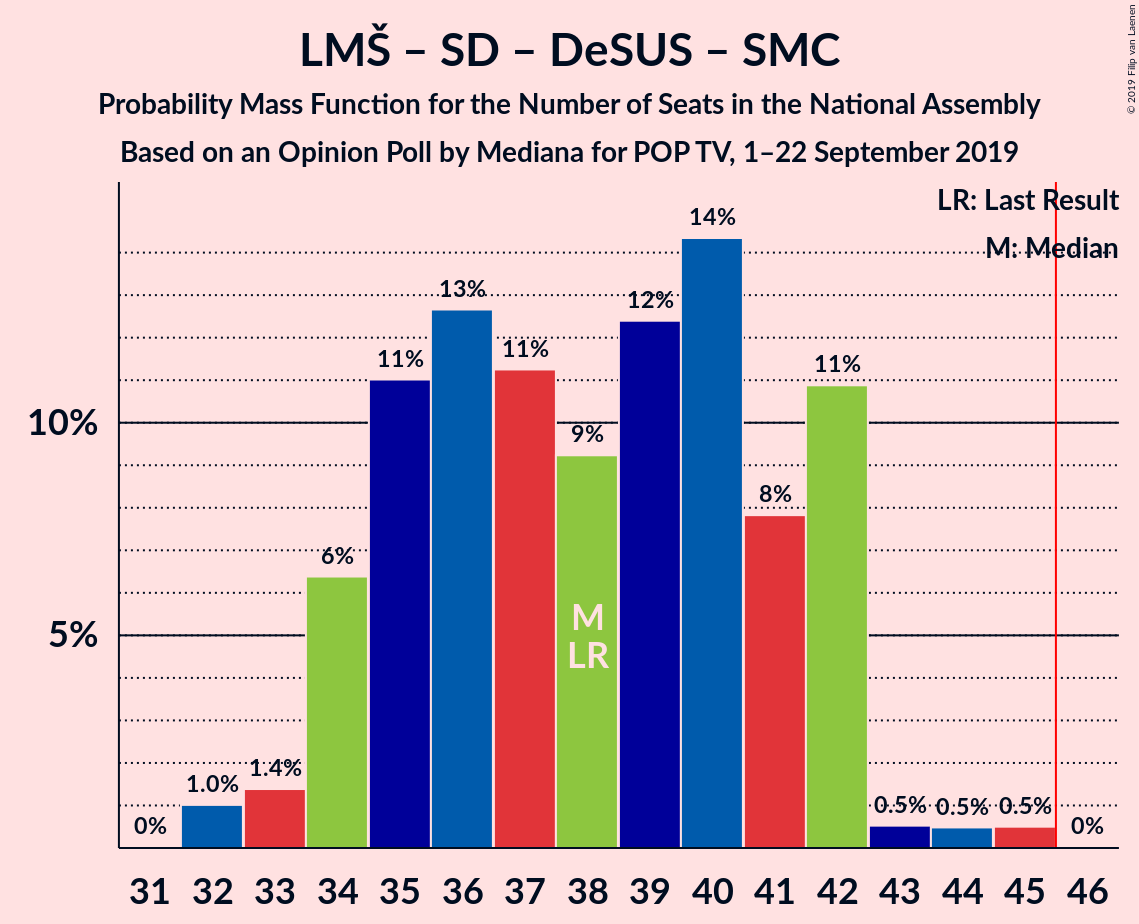 LMŠ – SD – DeSUS – SMC
Probability Mass Function for the Number of Seats in the National Assembly
Based on an Opinion Poll by Mediana for POP TV, 1–22 September 2019
© 2019 Filip van Laenen
LR: Last Result
M: Median
10%
5%
0%
1.0%
1.4%
6%
11%
13%
11%
9%
12%
14%
8%
11%
0.5%
0.5%
0.5%
0%
M
LR
31 32 33 34 35 36 37 38 39 40 41 42 43 44 45 46